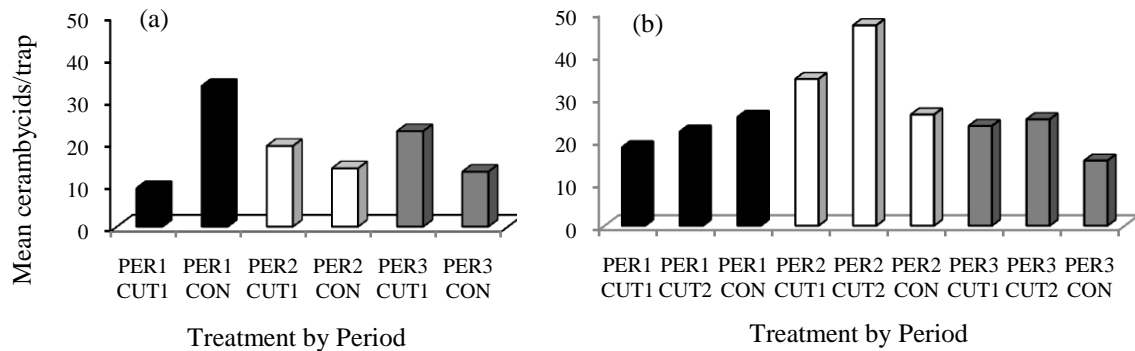 Mean cerambycids/trap
(a)
50
40
30
20
10
0
PER1 PER1 PER2 PER2 PER3 PER3
CUT1 CON CUT1 CON CUT1 CON
Treatment by Period
(b)
50
40
30
20
10
0
PER1 PER1 PER1 PER2 PER2 PER2 PER3 PER3 PER3
CUT1 CUT2 CON CUT1 CUT2 CON CUT1 CUT2 CON
Treatment by Period